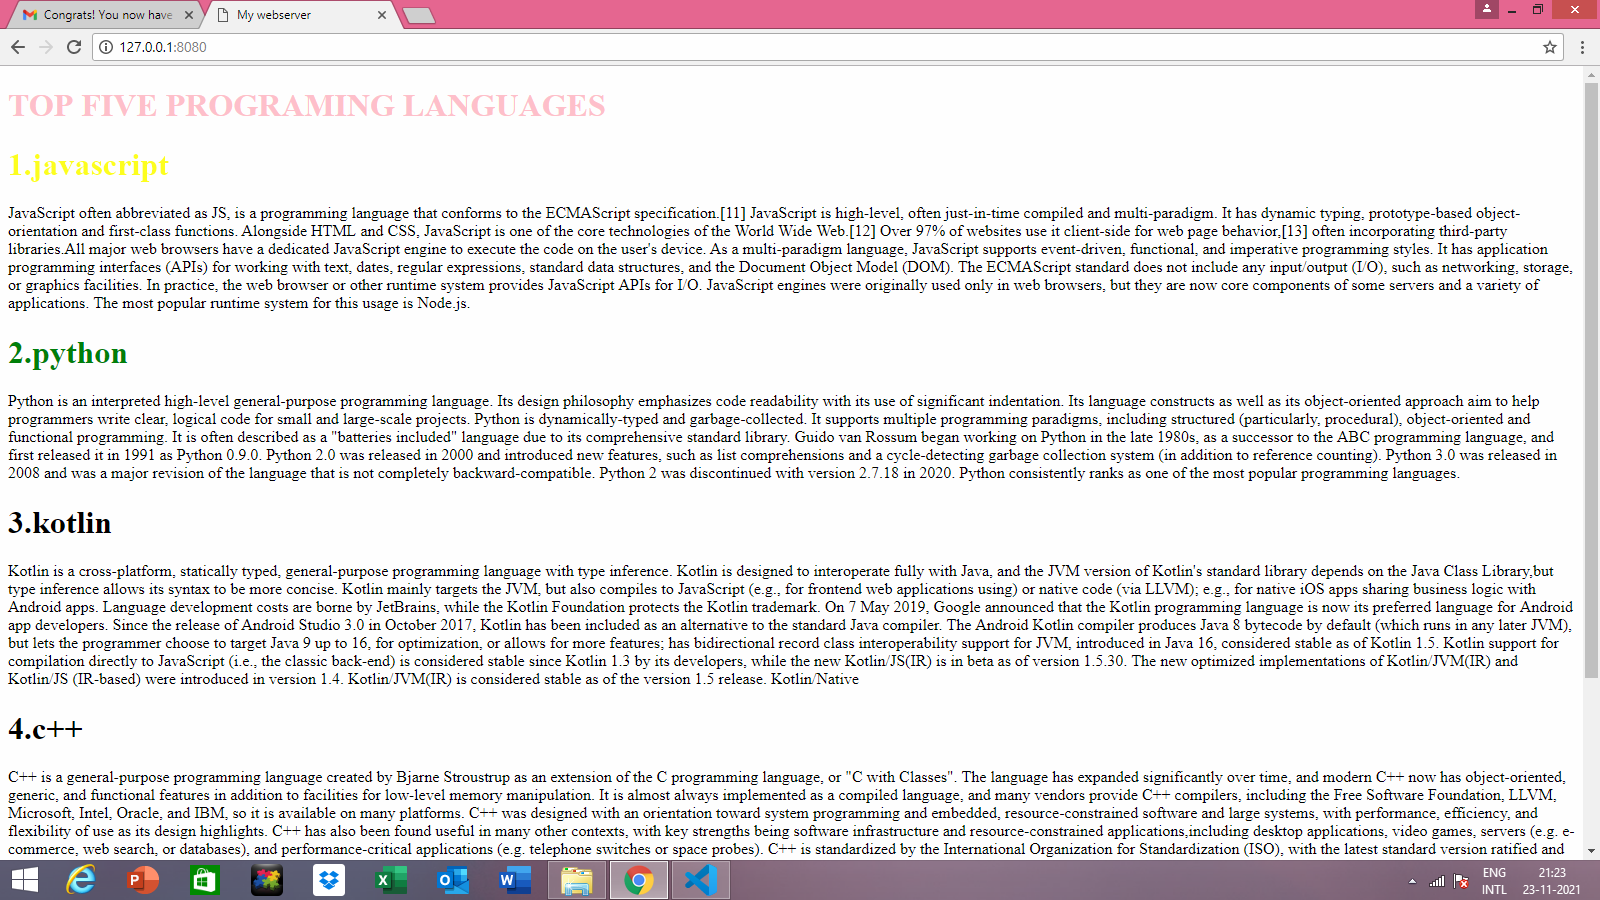 Congrats! You now have
My webserver
127.0.0.1:8080
TOP FIVE PROGRAMING LANGUAGES
1.javascript
JavaScript often abbreviated as JS, is a programming language that conforms to the ECMAScript specification.[11] JavaScript is high-level, often just-in-time compiled and multi-paradigm. It has dynamic typing, prototype-based object-
orientation and first-class functions. Alongside HTML and CSS, JavaScript is one of the core technologies of the World Wide Web.[12] Over 97% of websites use it client-side for web page behavior,[13] often incorporating third-party
libraries.All major web browsers have a dedicated JavaScript engine to execute the code on the user's device. As a multi-paradigm language, JavaScript supports event-driven, functional, and imperative programming styles. It has application
programming interfaces (APIs) for working with text, dates, regular expressions, standard data structures, and the Document Object Model (DOM). The ECMAScript standard does not include any input/output (I/O), such as networking, storage,
or graphics facilities. In practice, the web browser or other runtime system provides JavaScript APIs for I/O. JavaScript engines were originally used only in web browsers, but they are now core components of some servers and a variety of
applications. The most popular runtime system for this usage is Node.js.
2.python
Python is an interpreted high-level general-purpose programming language. Its design philosophy emphasizes code readability with its use of significant indentation. Its language constructs as well as its object-oriented approach aim to help
programmers write clear, logical code for small and large-scale projects. Python is dynamically-typed and garbage-collected. It supports multiple programming paradigms, including structured (particularly, procedural), object-oriented and
functional programming. It is often described as a "batteries included" language due to its comprehensive standard library. Guido van Rossum began working on Python in the late 1980s, as a successor to the ABC programming language, and
first released it in 1991 as Python 0.9.0. Python 2.0 was released in 2000 and introduced new features, such as list comprehensions and a cycle-detecting garbage collection system (in addition to reference counting). Python 3.0 was released in
2008 and was a major revision of the language that is not completely backward-compatible. Python 2 was discontinued with version 2.7.18 in 2020. Python consistently ranks as one of the most popular programming languages.
3.kotlin
Kotlin is a cross-platform, statically typed, general-purpose programming language with type inference. Kotlin is designed to interoperate fully with Java, and the JVM version of Kotlin's standard library depends on the Java Class Library,but
type inference allows its syntax to be more concise. Kotlin mainly targets the JVM, but also compiles to JavaScript (e.g., for frontend web applications using) or native code (via LLVM); e.g., for native iOS apps sharing business logic with
Android apps. Language development costs are borne by JetBrains, while the Kotlin Foundation protects the Kotlin trademark. On 7 May 2019, Google announced that the Kotlin programming language is now its preferred language for Android
app developers. Since the release of Android Studio 3.0 in October 2017, Kotlin has been included as an alternative to the standard Java compiler. The Android Kotlin compiler produces Java 8 bytecode by default (which runs in any later JVM),
but lets the programmer choose to target Java 9 up to 16, for optimization, or allows for more features; has bidirectional record class interoperability support for JVM, introduced in Java 16, considered stable as of Kotlin 1.5. Kotlin support for
compilation directly to JavaScript (i.e., the classic back-end) is considered stable since Kotlin 1.3 by its developers, while the new Kotlin/JS(IR) is in beta as of version 1.5.30. The new optimized implementations of Kotlin/JVM(IR) and
Kotlin/JS (IR-based) were introduced in version 1.4. Kotlin/JVM(IR) is considered stable as of the version 1.5 release. Kotlin/Native
4.c++
C++ is a general-purpose programming language created by Bjarne Stroustrup as an extension of the C programming language, or "C with Classes". The language has expanded significantly over time, and modern C++ now has object-oriented,
generic, and functional features in addition to facilities for low-level memory manipulation. It is almost always implemented as a compiled language, and many vendors provide C++ compilers, including the Free Software Foundation, LLVM,
Microsoft, Intel, Oracle, and IBM, so it is available on many platforms. C++ was designed with an orientation toward system programming and embedded, resource-constrained software and large systems, with performance, efficiency, and
flexibility of use as its design highlights. C++ has also been found useful in many other contexts, with key strengths being software infrastructure and resource-constrained applications,including desktop applications, video games, servers (e.g. e-
commerce, web search, or databases), and performance-critical applications (e.g. telephone switches or space probes). C++ is standardized by the International Organization for Standardization (ISO), with the latest standard version ratified and
ENG
INTL
21:23
23-11-2021